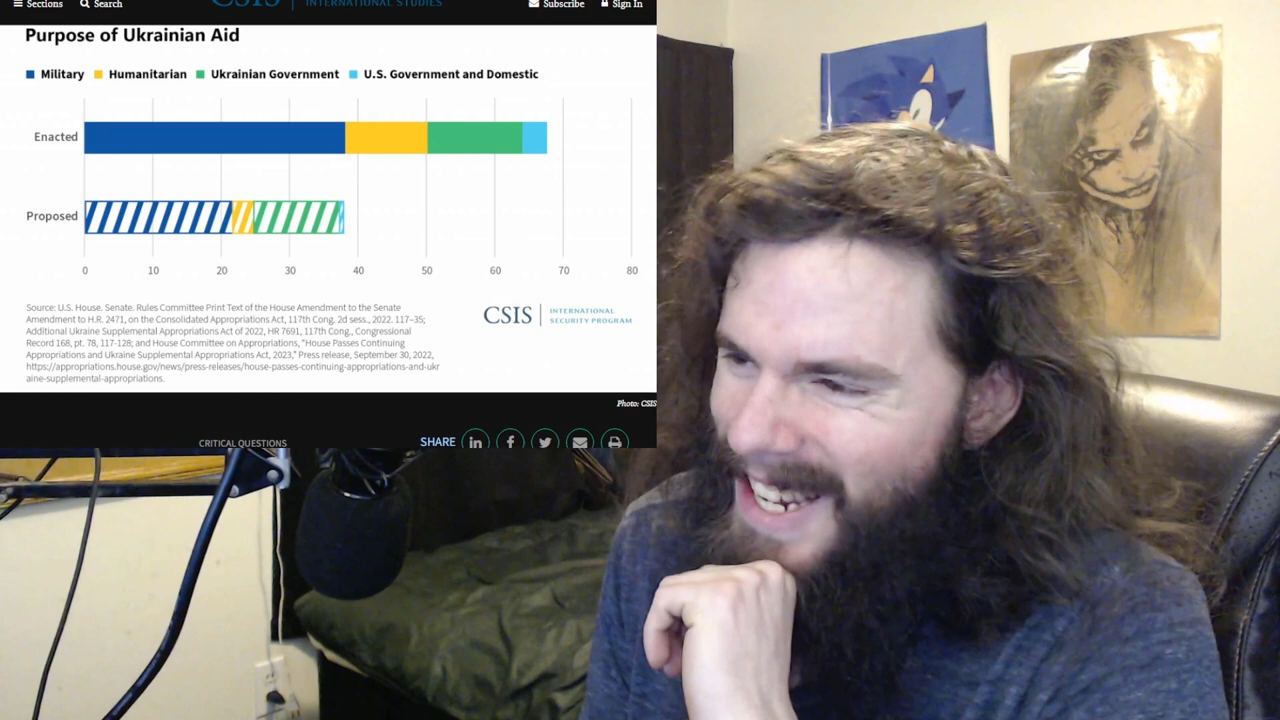 Sections
Search
CSIS
INTERNATIONAL STUDIES
Subscribe
Sign In
Purpose of Ukrainian Aid
Military
Humanitarian
Ukrainian Government
U.S. Government and Domestic
Enacted
Proposed
0 10 20 30 40 50 60 70 80
Source: U.S. House. Senate. Rules Committee Print Text of the House Amendment to the Senate
Amendment to H.R. 2471, on the Consolidated Appropriations Act, 117th Cong. 2d sess., 2022. 117–35;
Additional Ukraine Supplemental Appropriations Act of 2022, HR 7691, 117th Cong., Congressional
Record 168, pt. 78, 117-128; and House Committee on Appropriations, "House Passes Continuing
Appropriations and Ukraine Supplemental Appropriations Act, 2023," Press release, September 30, 2022,
https://appropriations.house.gov/news/press-releases/house-passes-continuing-appropriations-and-ukr
aine-supplemental-appropriations.
CSIS
INTERNATIONAL
SECURITY PROGRAM
Photo: CSIS
CRITICAL QUESTIONS
SHARE